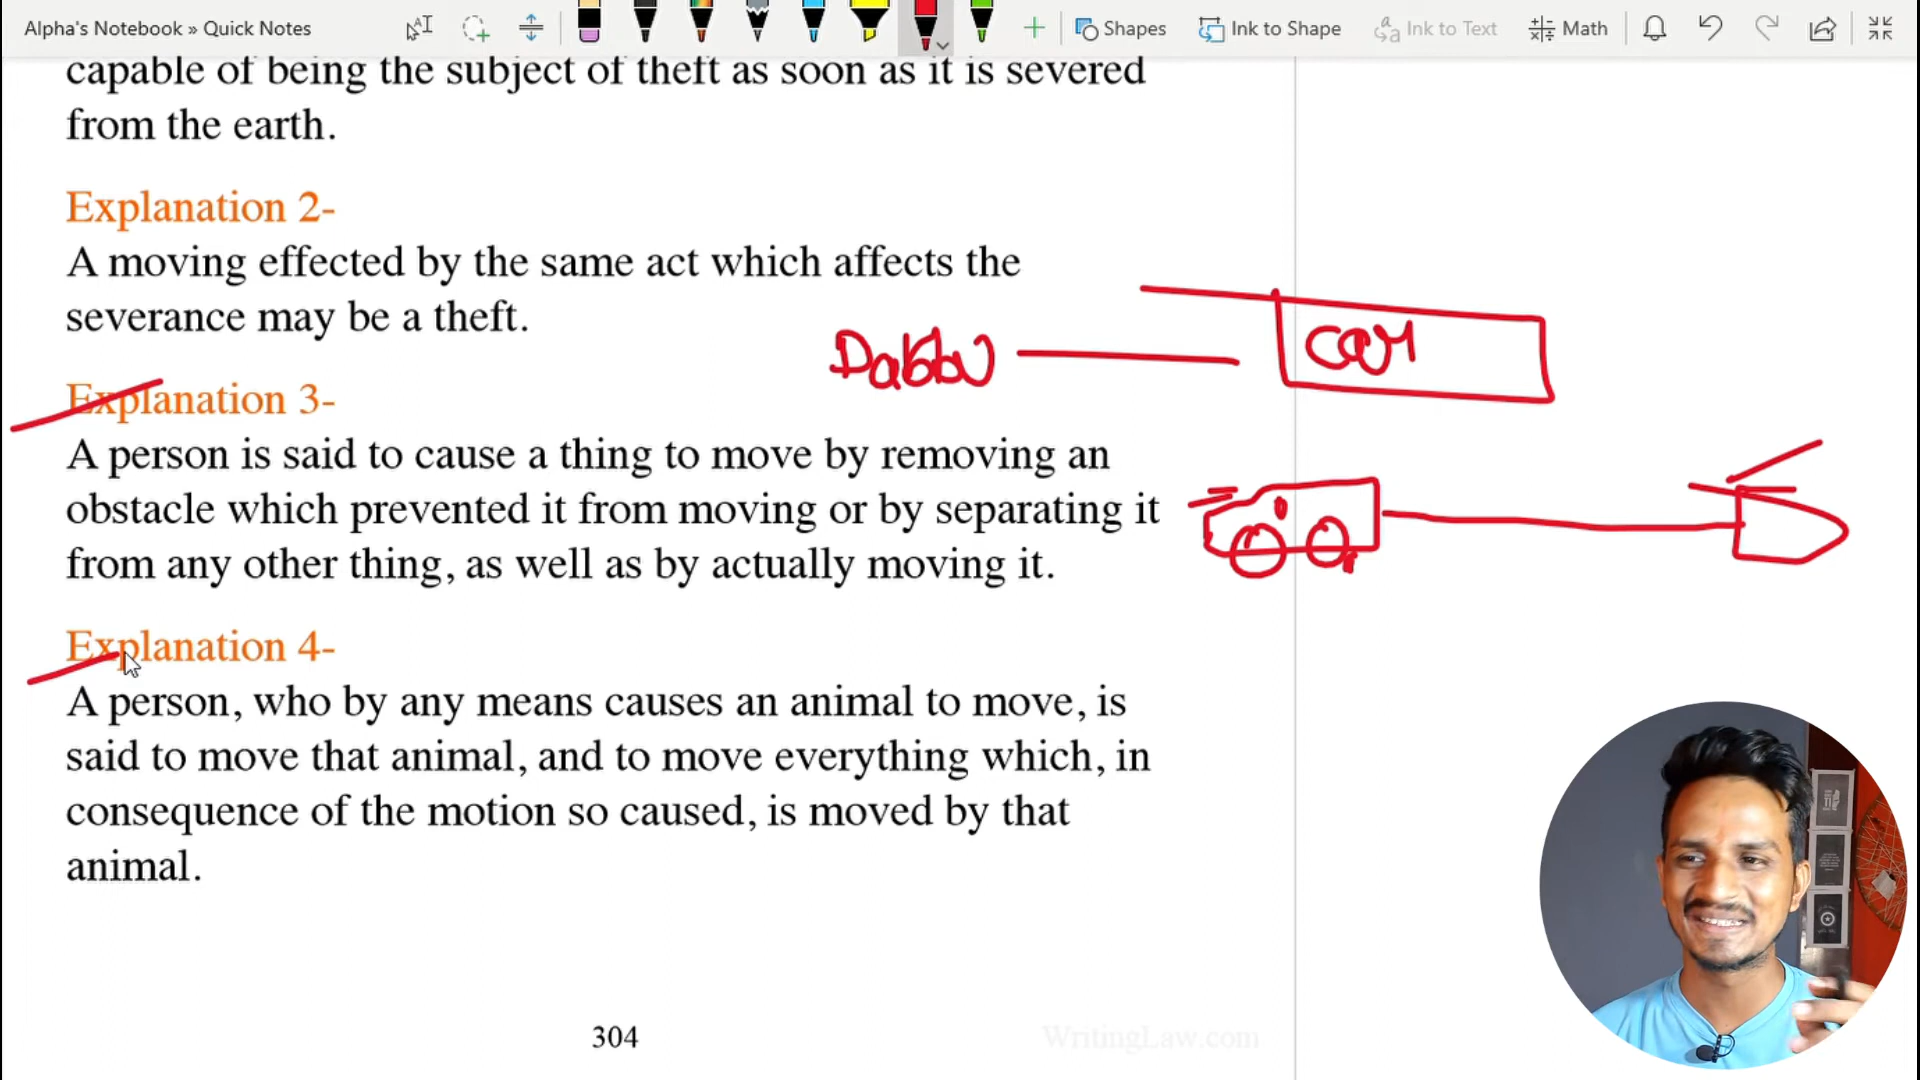 Alpha's Notebook » Quick Notes
Shapes
Ink to Shape
Ink to Text
Math
capable of being the subject of theft as soon as it is severed
from the earth.
Explanation 2-
A moving effected by the same act which affects the
severance may be a theft.
Dabbu
car
Explanation 3-
A person is said to cause a thing to move by removing an
obstacle which prevented it from moving or by separating it
from any other thing, as well as by actually moving it.
Explanation 4-
A person, who by any means causes an animal to move, is
said to move that animal, and to move everything which, in
consequence of the motion so caused, is moved by that
animal.
304
WritingLaw.com